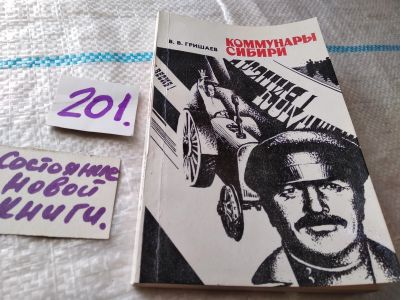 В. В. ГРИШАЕВ
КОММУНАРЫ
СИБИРИ
201.
Состояние
новой
книги.